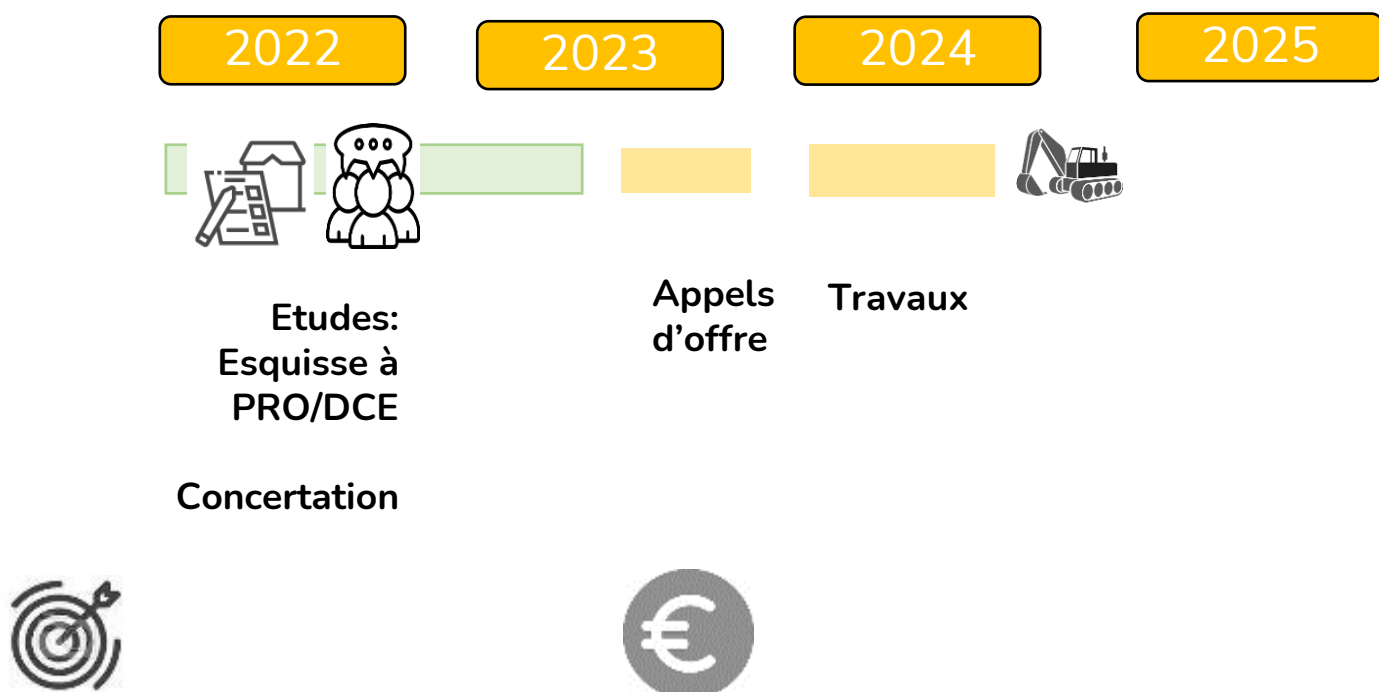 2022
2023
2024
2025
Etudes:
Esquisse à
PRO/DCE
Concertation
Appels
d’offre
Travaux
€